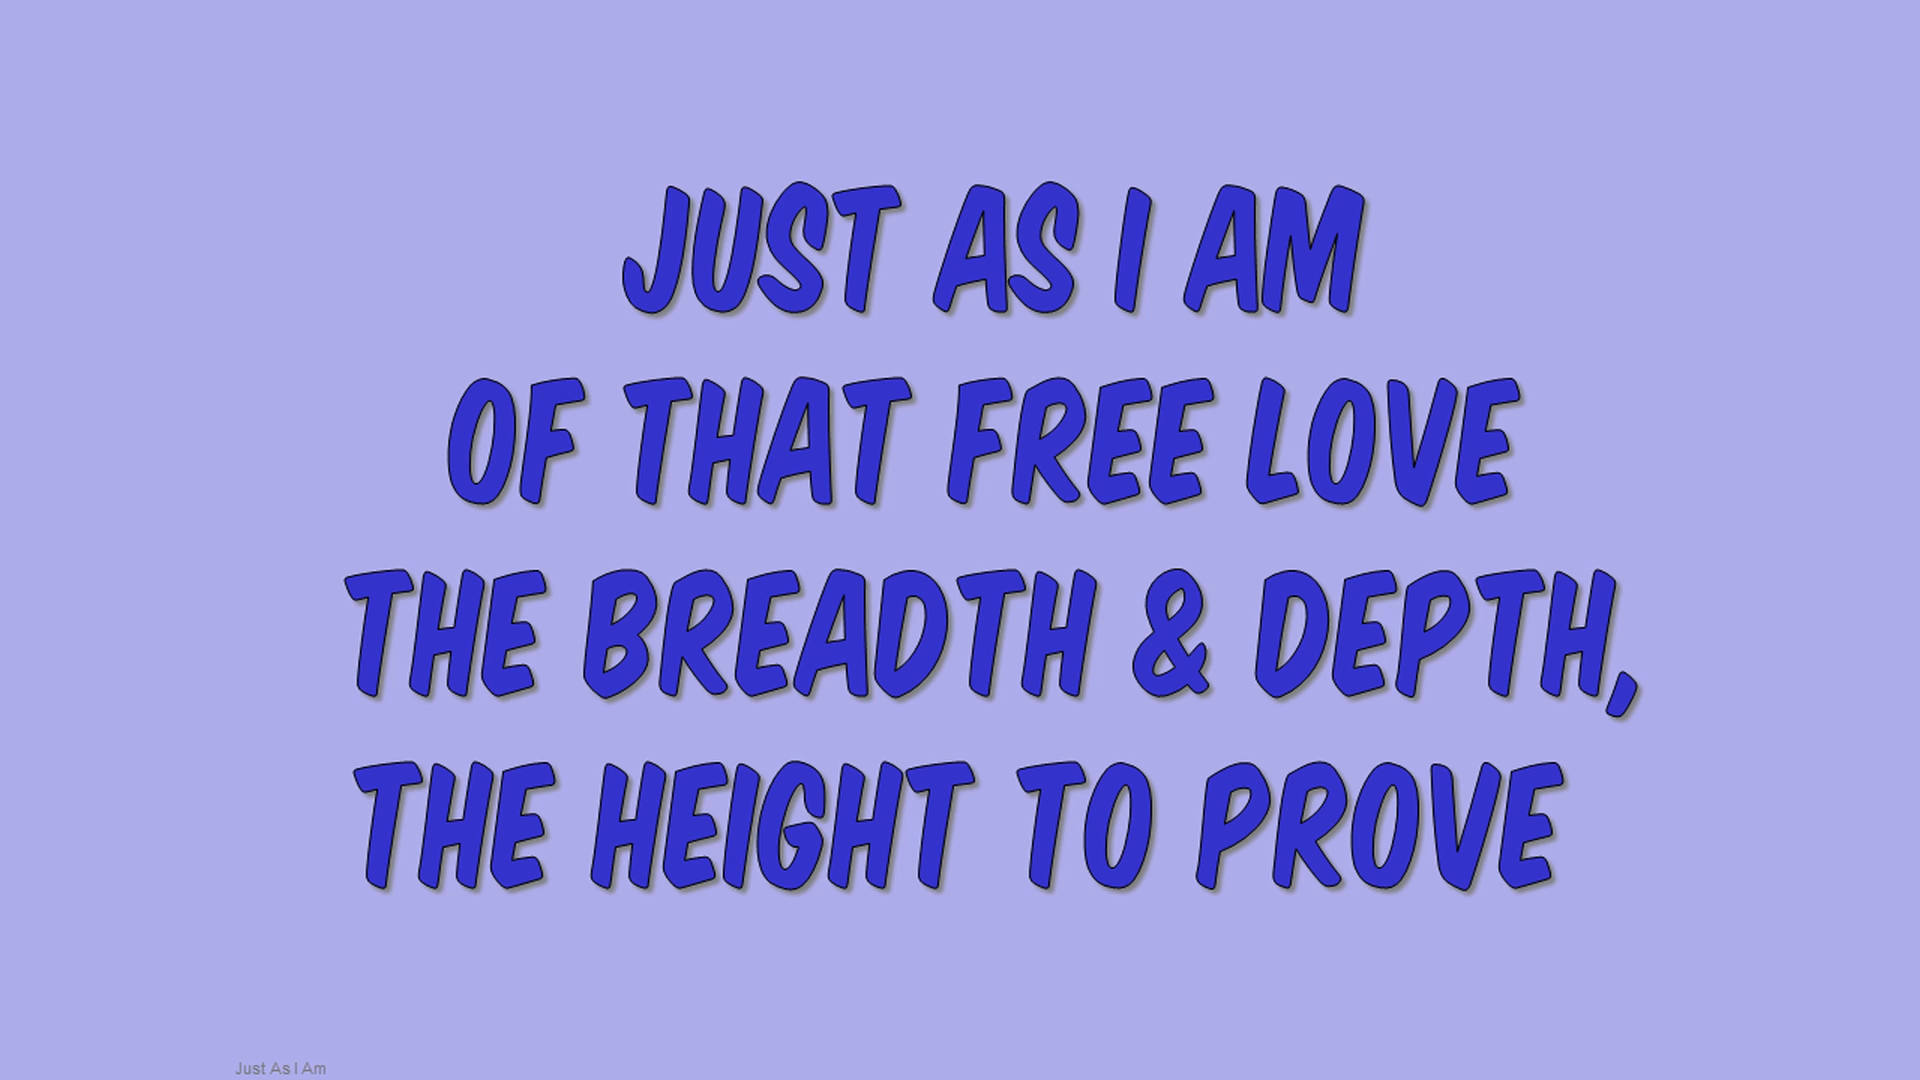 JUST AS I AM
OF THAT FREE LOVE
THE BREADTH & DEPTH,
THE HEIGHT TO PROVE
Just As I Am